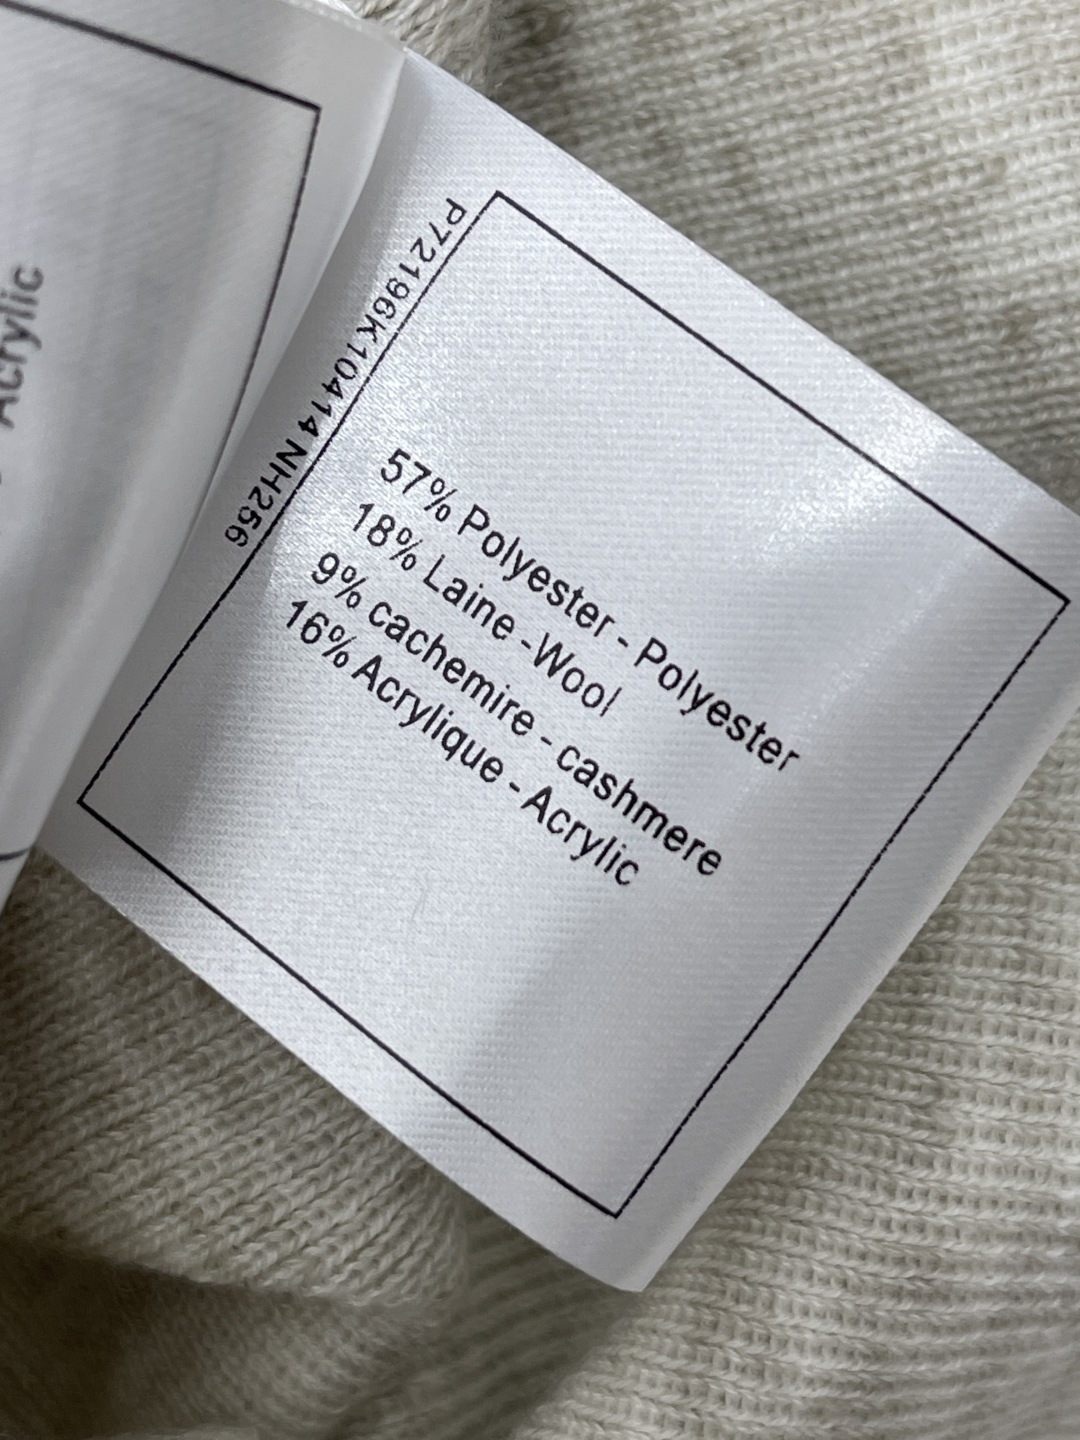 Acrylic
P72196K10414 NH256
57% Polyester - Polyester
18% Laine -Wool
9% cachemire - cashmere
16% Acrylique - Acrylic